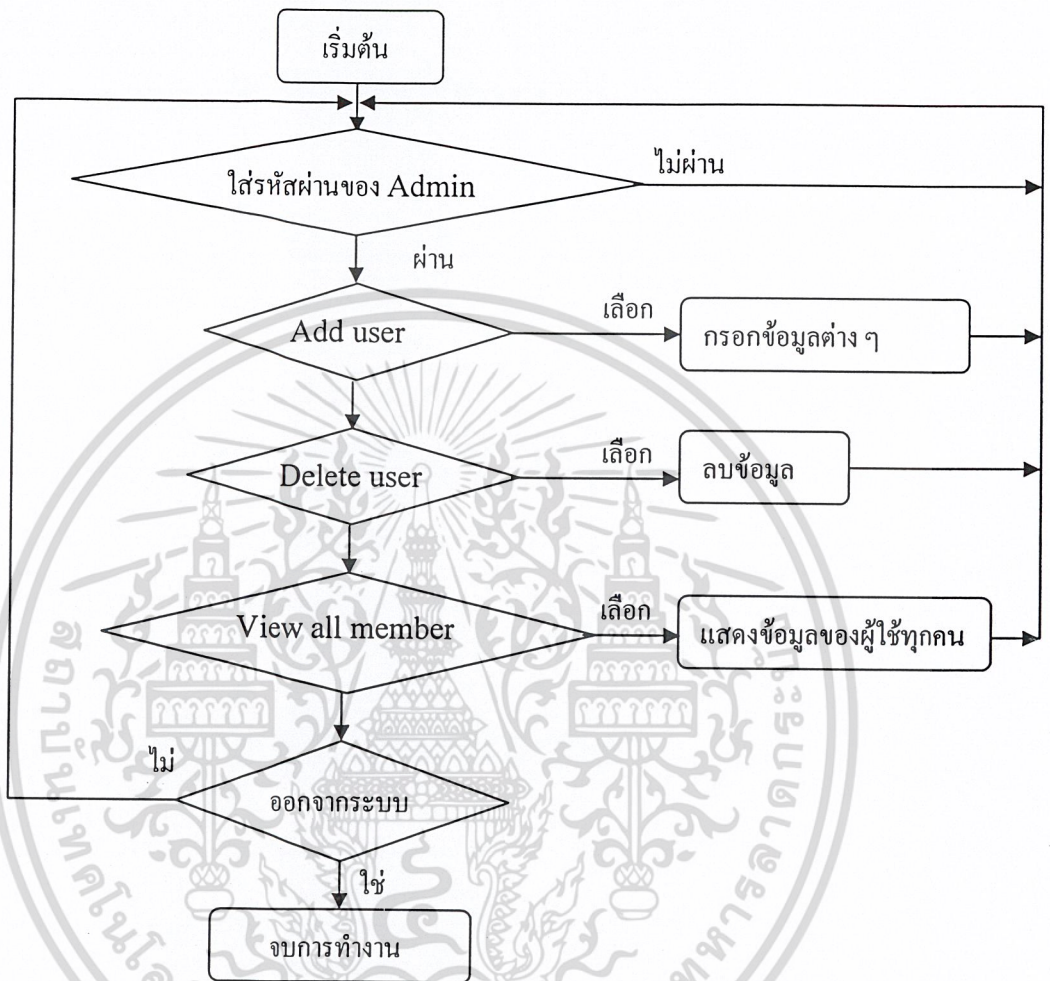 เริ่มต้น
ใส่รหัสผ่านของ Admin
ไม่ผ่าน
ผ่าน
Add user
เลือก
กรอกข้อมูลต่าง ๆ
Delete user
เลือก
ลบข้อมูล
View all member
เลือก
แสดงข้อมูลของผู้ใช้ทุกคน
ไม่
ออกจากระบบ
ใช่
จบการทำงาน